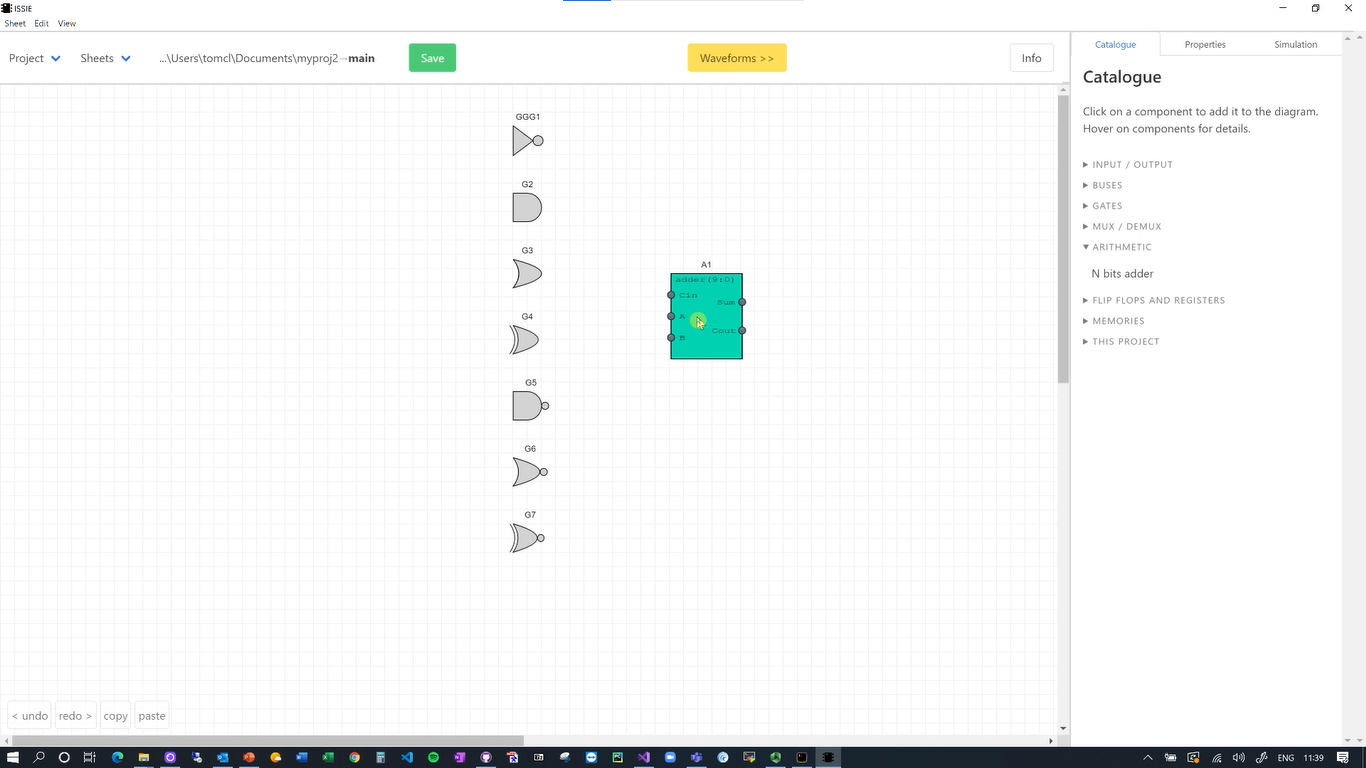 ISSIE
Sheet Edit View
Project Sheets ...\Users\tomcl\Documents\myproj2→main Save Waveforms >> Info
Catalogue Properties Simulation
Catalogue
Click on a component to add it to the diagram.
Hover on components for details.
INPUT / OUTPUT
BUSES
GATES
MUX / DEMUX
ARITHMETIC
N bits adder
FLIP FLOPS AND REGISTERS
MEMORIES
THIS PROJECT
GGG1
G2
G3
G4
G5
G6
G7
A1
adder(9:0)
Cin
Sum
A
Cout
B
< undo redo > copy paste
ENG 11:39